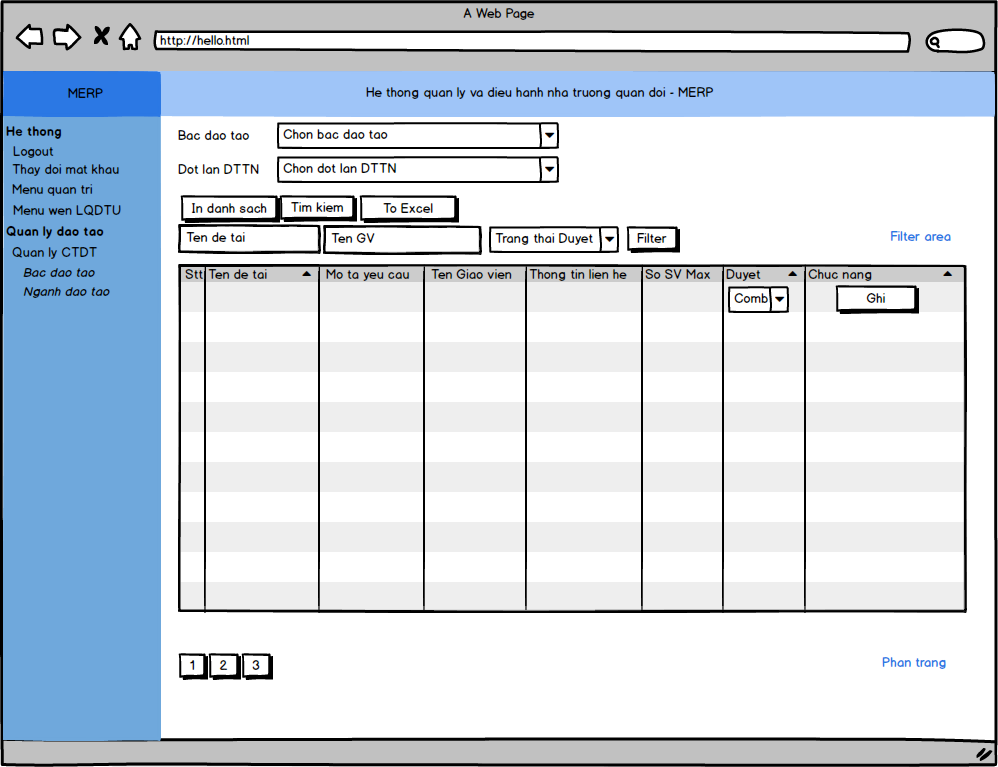 A Web Page
http://hello.html
MERP
He thong quan ly va dieu hanh nha truong quan doi - MERP
He thong
Logout
Thay doi mat khau
Menu quan tri
Menu wen LQDTU
Quan ly dao tao
Quan ly CTDT
Bac dao tao
Nganh dao tao
Bac dao tao
Chon bac dao tao
Dot lan DTTN
Chon dot lan DTTN
In danh sach Tim kiem To Excel
Ten de tai Ten GV Trang thai Duyet Filter Filter area
Stt Ten de tai Mo ta yeu cau Ten Giao vien Thong tin lien he So SV Max Duyet Chuc nang
Comb Ghi
1 2 3 Phan trang